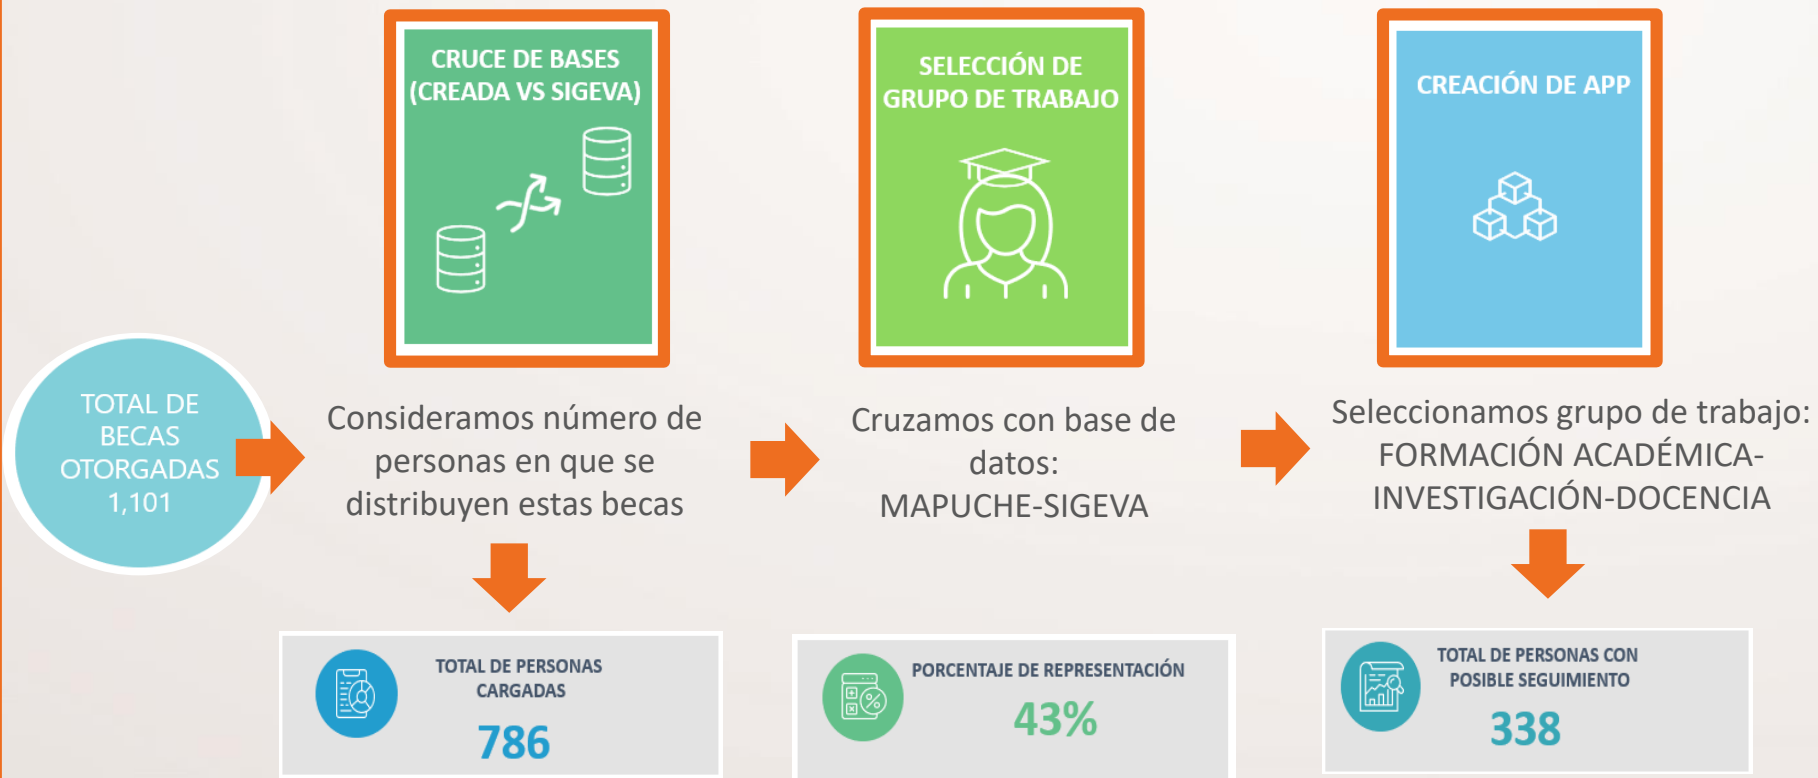 CRUCE DE BASES
(CREADA VS SIGEVA)
SELECCIÓN DE
GRUPO DE TRABAJO
CREACIÓN DE APP
TOTAL DE
BECAS
OTORGADAS
1,101
Consideramos número de
personas en que se
distribuyen estas becas
Cruzamos con base de
datos:
MAPUCHE-SIGEVA
Seleccionamos grupo de trabajo:
FORMACIÓN ACADÉMICA-
INVESTIGACIÓN-DOCENCIA
TOTAL DE PERSONAS
CARGADAS
786
PORCENTAJE DE REPRESENTACIÓN
43%
TOTAL DE PERSONAS CON
POSIBLE SEGUIMIENTO
338